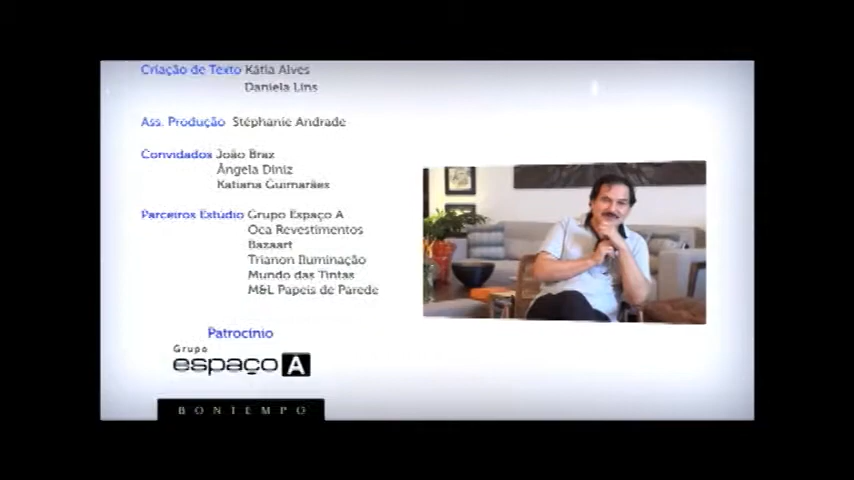 Criação de Texto Kátia Alves
Daniela Lins
Ass. Produção Stéphanie Andrade
Convidados João Braz
Ângela Diniz
Katiana Guimarães
Parceiros Estúdio Grupo Espaço A
Oca Revestimentos
Bazaart
Trianon Iluminação
Mundo das Tintas
M&L Papeis de Parede
Patrocínio
Grupo
espaço A
BONTEMPO